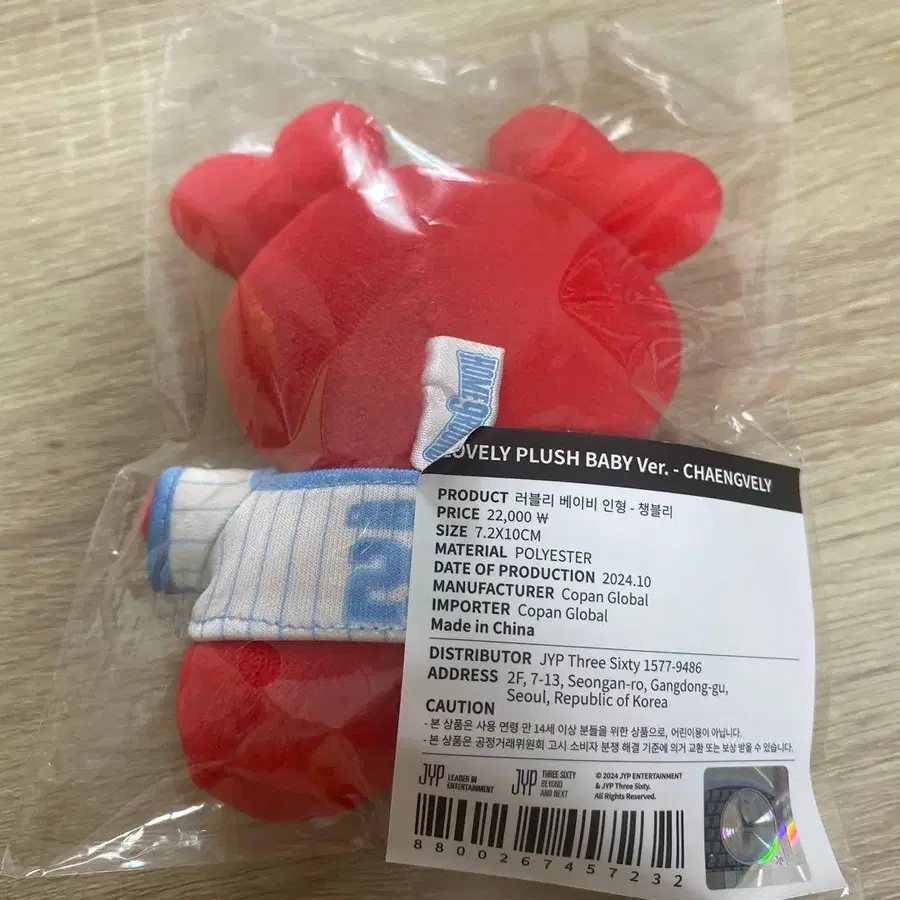 HOME
LOVELY PLUSH BABY Ver. - CHAENGVELY
PRODUCT 러블리 베이비 인형 - 챙블리
PRICE 22,000 ₩
SIZE 7.2X10CM
MATERIAL POLYESTER
DATE OF PRODUCTION 2024.10
MANUFACTURER Copan Global
IMPORTER Copan Global
Made in China
DISTRIBUTOR JYP Three Sixty 1577-9486
ADDRESS 2F, 7-13, Seongan-ro, Gangdong-gu,
Seoul, Republic of Korea
CAUTION
- 본 상품은 사용 연령 만 14세 이상 분들을 위한 상품으로, 어린이용이 아닙니다.
- 본 상품은 공정거래위원회 고시 소비자 분쟁 해결 기준에 의거 교환 또는 보상 받을 수 있습니다.
JYP LEADER IN
ENTERTAINMENT
JYP THREE SIXTY
BEYOND
AND NEXT
© 2024 JYP ENTERTAINMENT
& JYP Three Sixty.
All Rights Reserved.
8800267457232